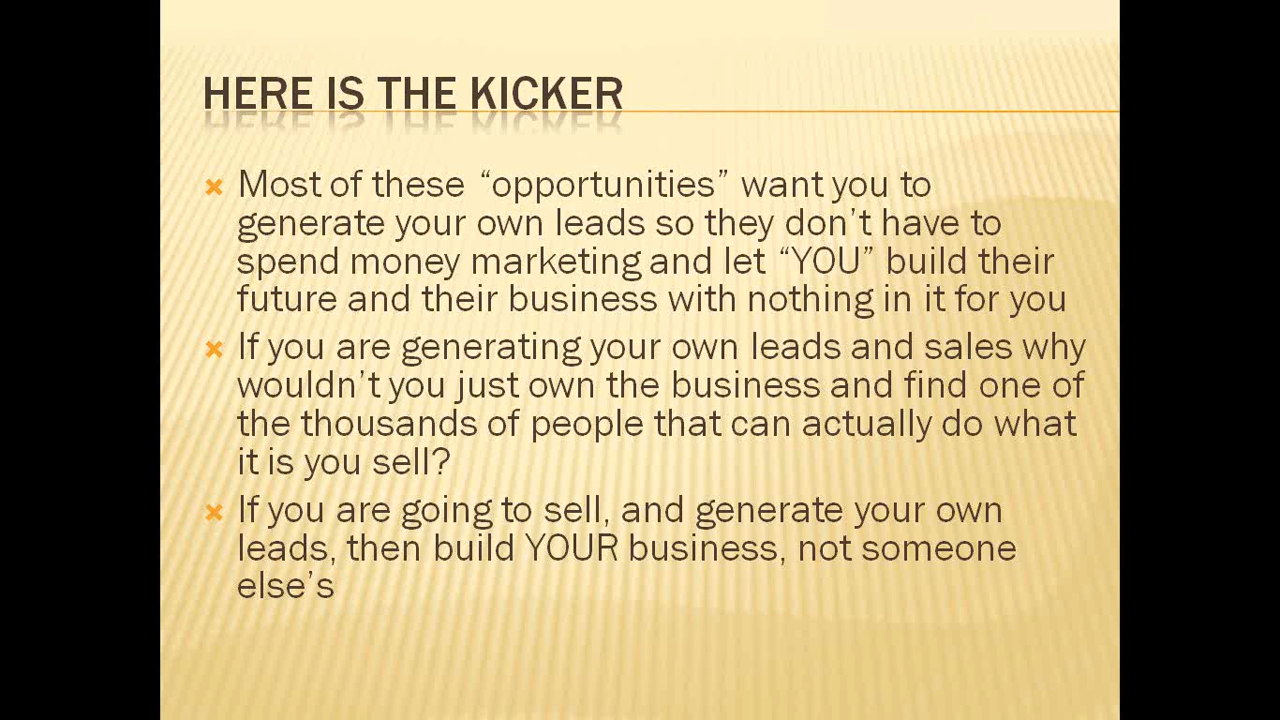 HERE IS THE KICKER
Most of these “opportunities” want you to
generate your own leads so they don’t have to
spend money marketing and let “YOU” build their
future and their business with nothing in it for you
If you are generating your own leads and sales why
wouldn’t you just own the business and find one of
the thousands of people that can actually do what
it is you sell?
If you are going to sell, and generate your own
leads, then build YOUR business, not someone
else’s